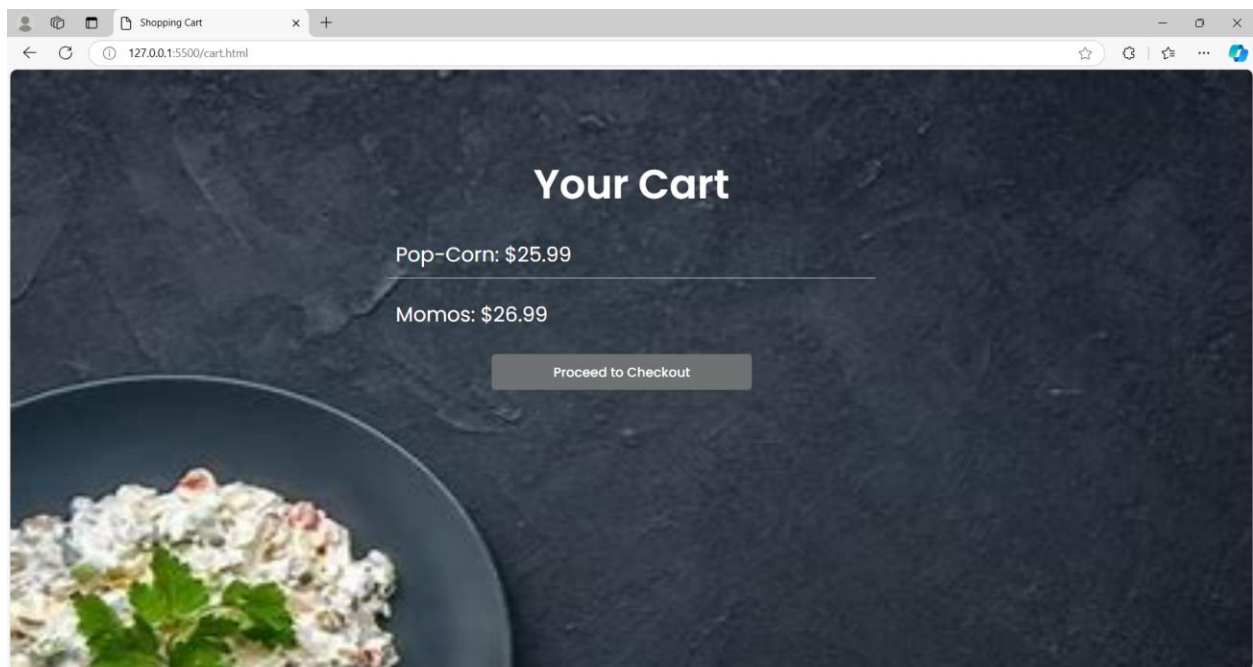 Shopping Cart
127.0.0.1:5500/cart.html
Your Cart
Pop-Corn: $25.99
Momos: $26.99
Proceed to Checkout